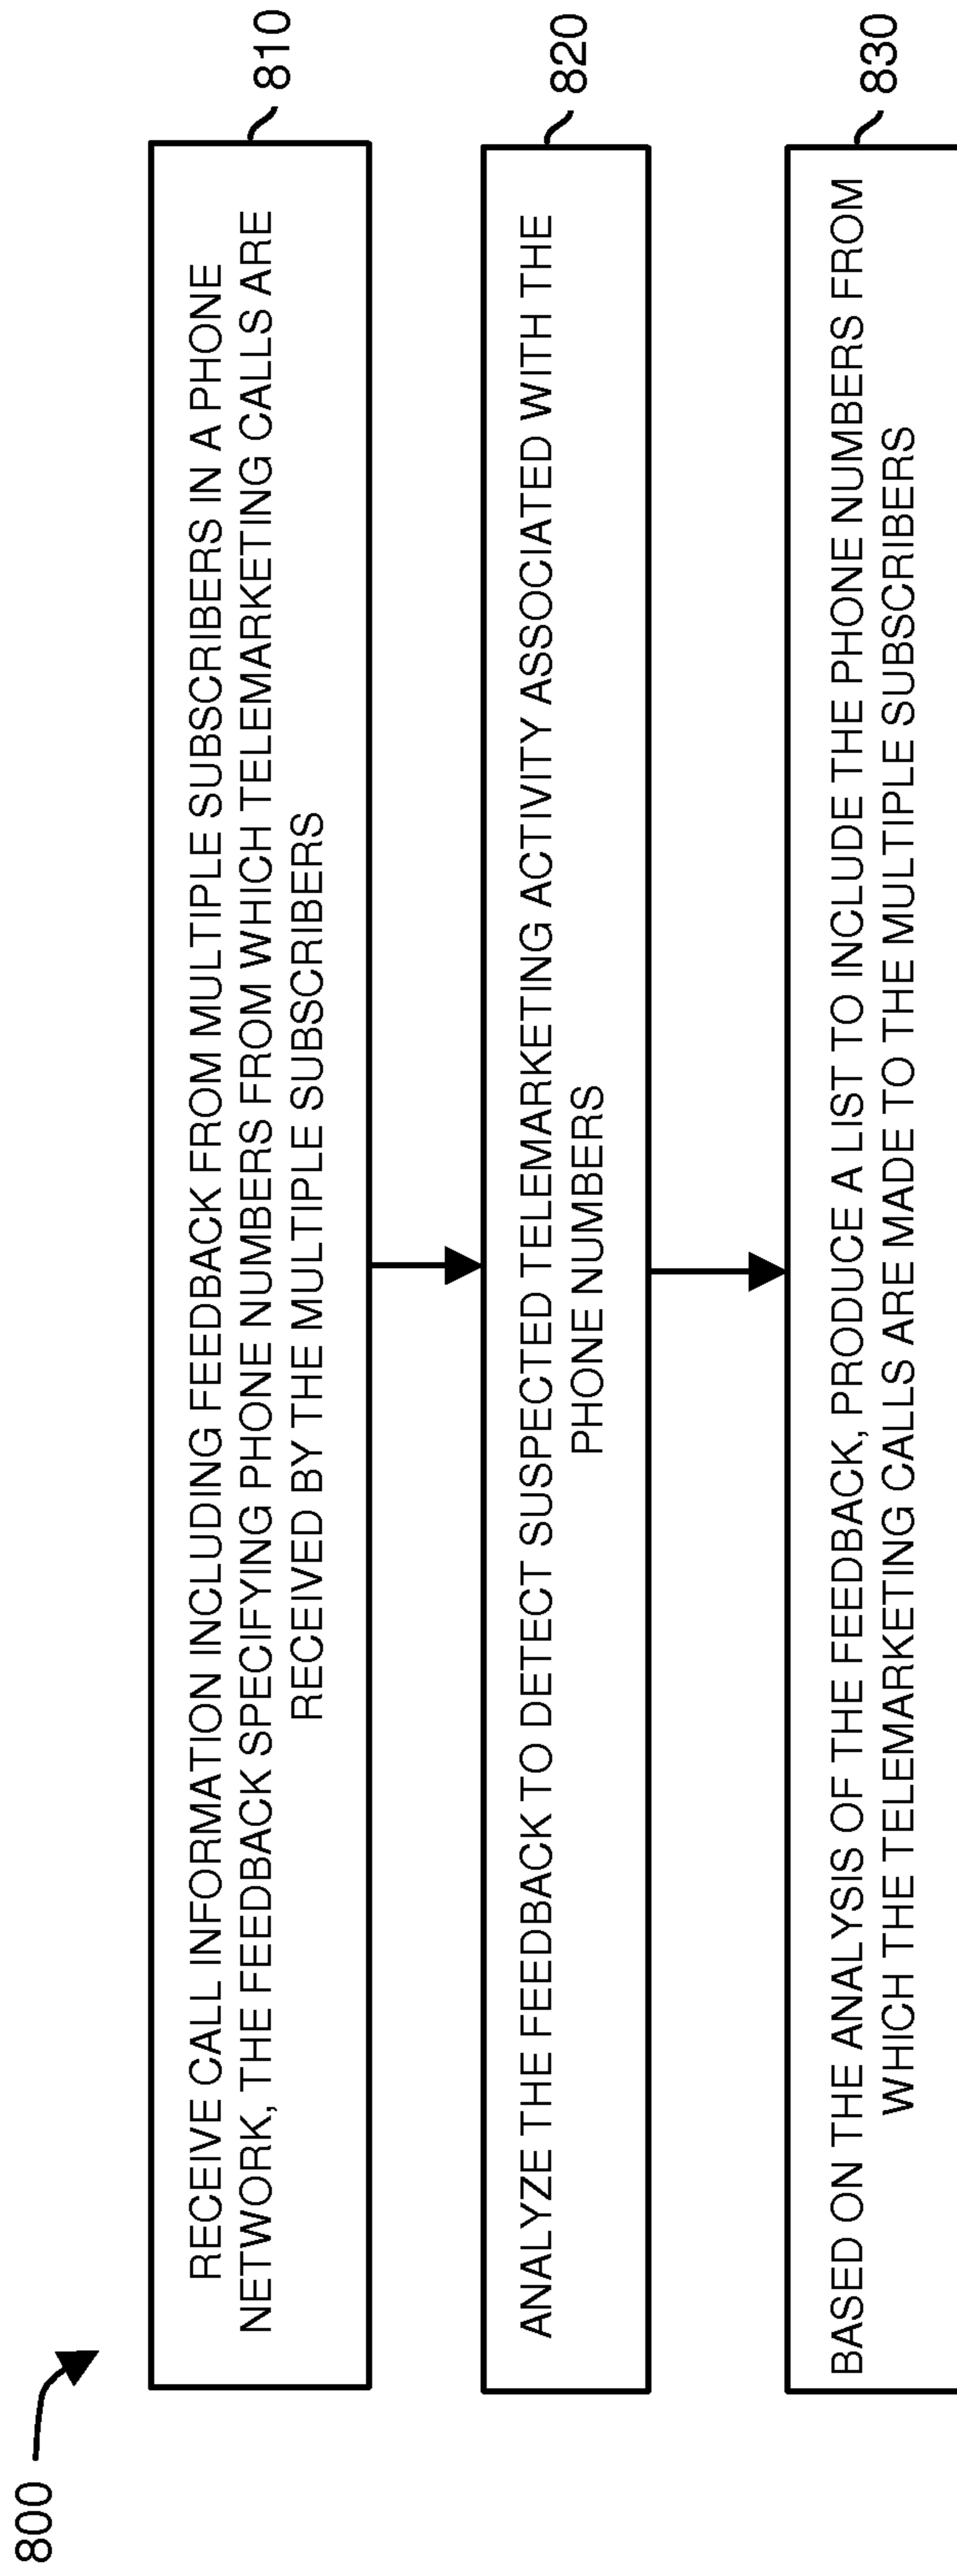 800
RECEIVE CALL INFORMATION INCLUDING FEEDBACK FROM MULTIPLE SUBSCRIBERS IN A PHONE
NETWORK, THE FEEDBACK SPECIFYING PHONE NUMBERS FROM WHICH TELEMARKETING CALLS ARE
RECEIVED BY THE MULTIPLE SUBSCRIBERS
810
ANALYZE THE FEEDBACK TO DETECT SUSPECTED TELEMARKETING ACTIVITY ASSOCIATED WITH THE
PHONE NUMBERS
820
BASED ON THE ANALYSIS OF THE FEEDBACK, PRODUCE A LIST TO INCLUDE THE PHONE NUMBERS FROM
WHICH THE TELEMARKETING CALLS ARE MADE TO THE MULTIPLE SUBSCRIBERS
830